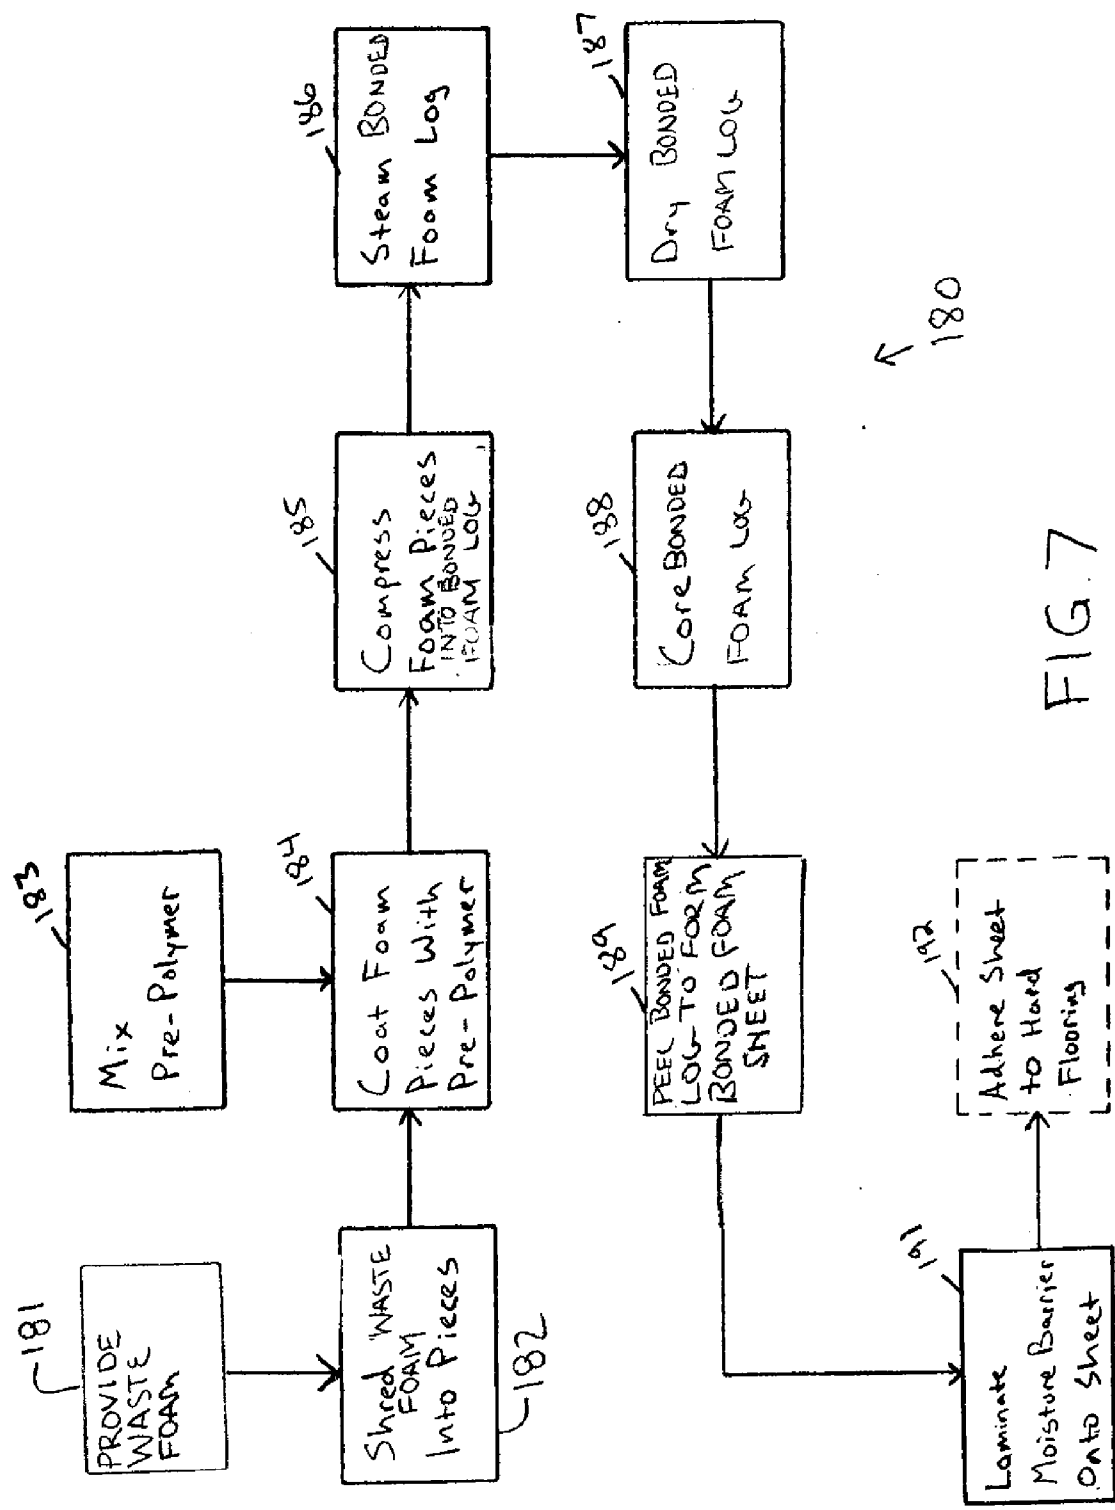 181
PROVIDE
WASTE
FOAM
Shred WASTE
FOAM
Into Pieces
182
183
Mix
Pre-Polymer
184
Coat Foam
Pieces With
Pre-Polymer
185
Compress
Foam Pieces
INTO BONDED
FOAM LOG
186
Steam BONDED
Foam Log
187
Dry BONDED
FOAM LOG
188
Core BONDED
FOAM LOG
189
PEEL BONDED FOAM
LOG TO FORM
BONDED FOAM
SHEET
191
Laminate
Moisture Barrier
Onto Sheet
192
Adhere Sheet
to Hard
Flooring
180
FIG. 7